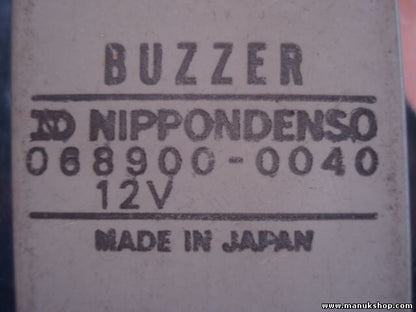 BUZZER
ND NIPPONDENSO
068900-0040
12V
MADE IN JAPAN
www.manukshop.com